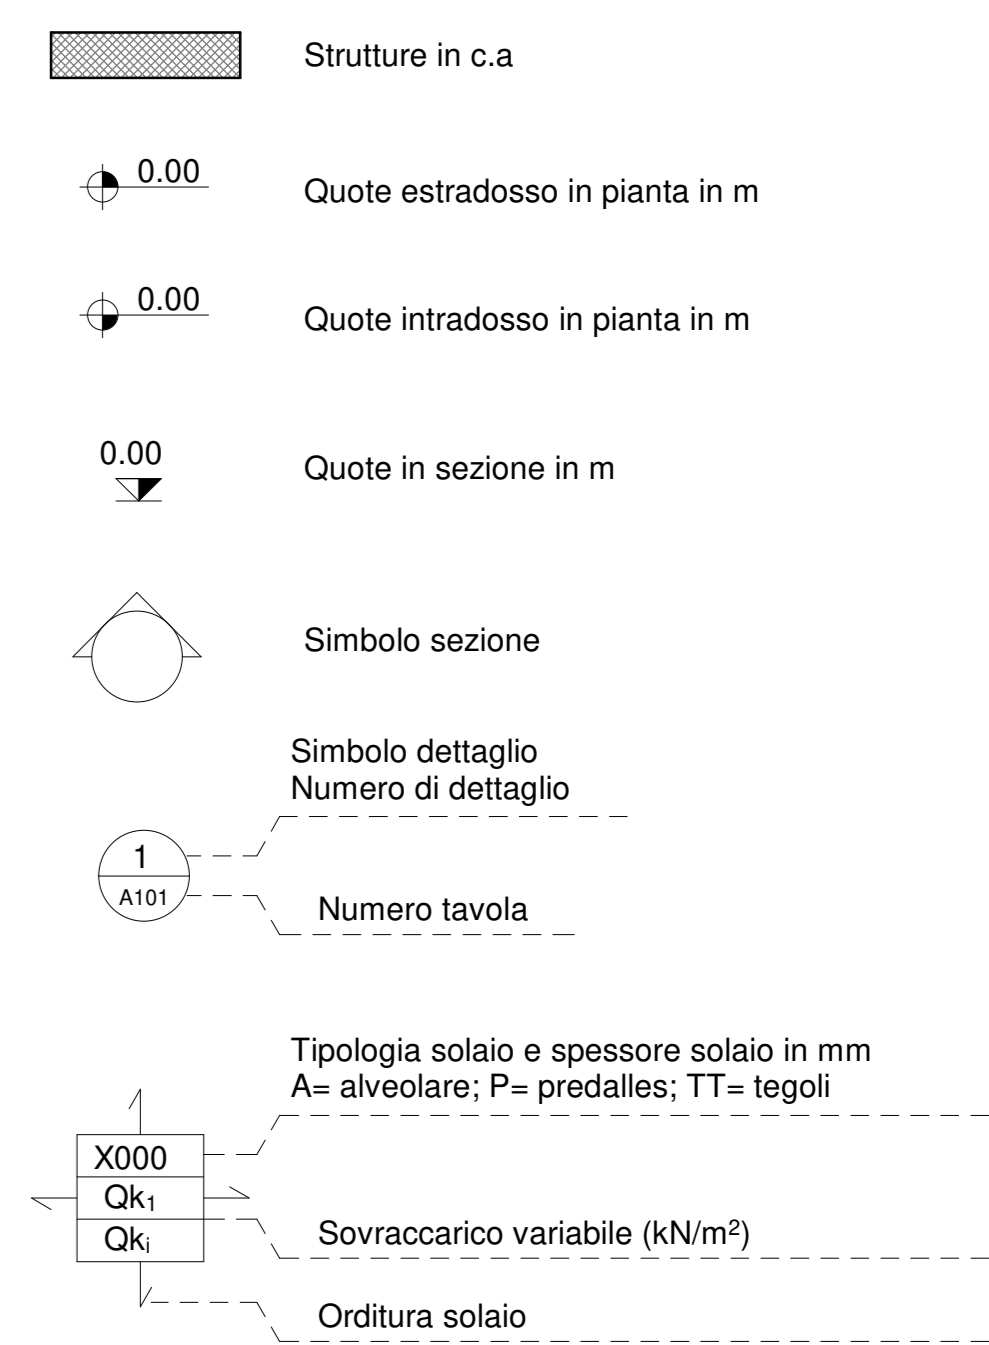 Strutture in c.a
0.00
Quote estradosso in pianta in m
0.00
Quote intradosso in pianta in m
0.00
Quote in sezione in m
Simbolo sezione
Simbolo dettaglio
Numero di dettaglio
1
A101
Numero tavola
Tipologia solaio e spessore solaio in mm
A= alveolare; P= predalles; TT= tegoli
X000
Qk₁
Qkᵢ
Sovraccarico variabile (kN/m²)
Orditura solaio